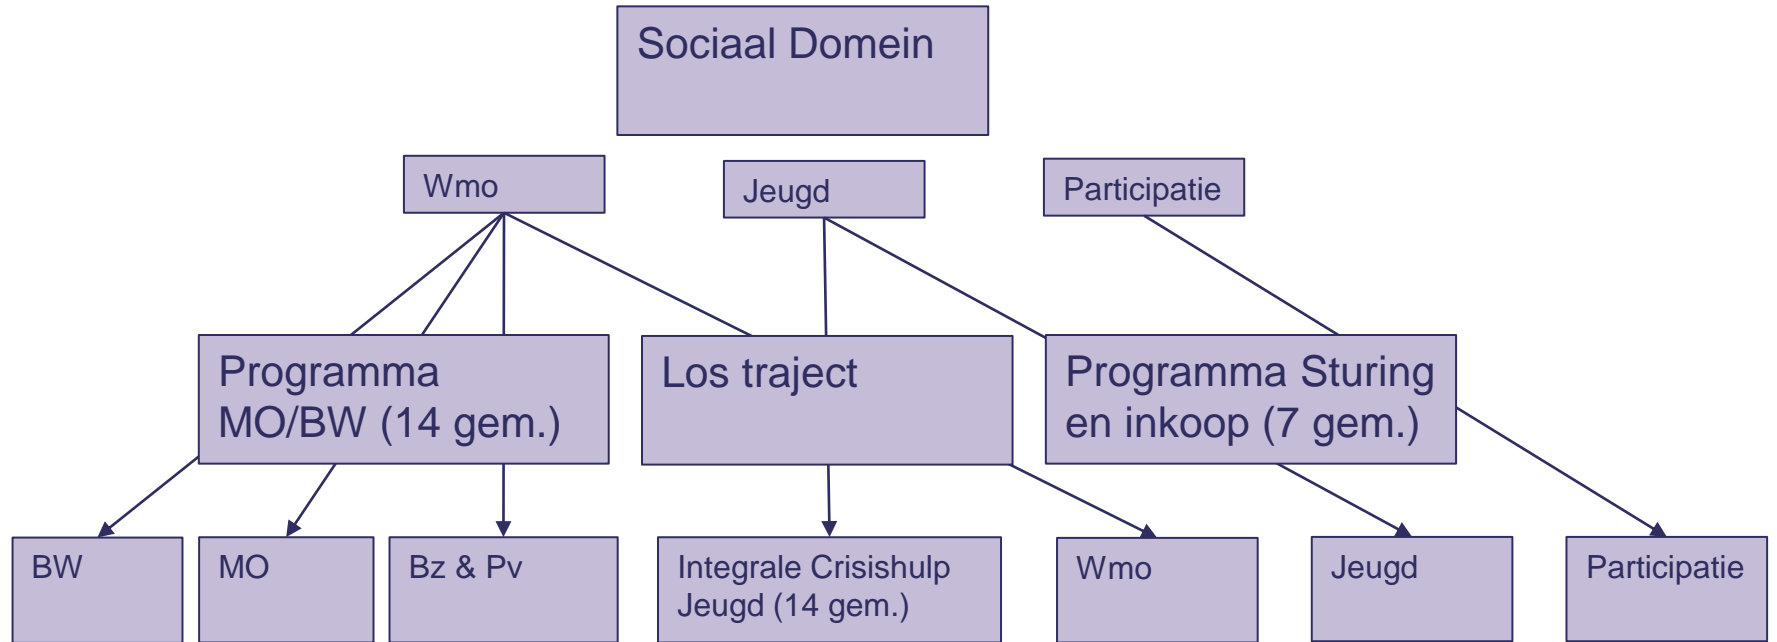 Sociaal Domein
Wmo
Jeugd
Participatie
Programma
MO/BW (14 gem.)
Los traject
Programma Sturing
en inkoop (7 gem.)
BW
MO
Bz & Pv
Integrale Crisishulp
Jeugd (14 gem.)
Wmo
Jeugd
Participatie